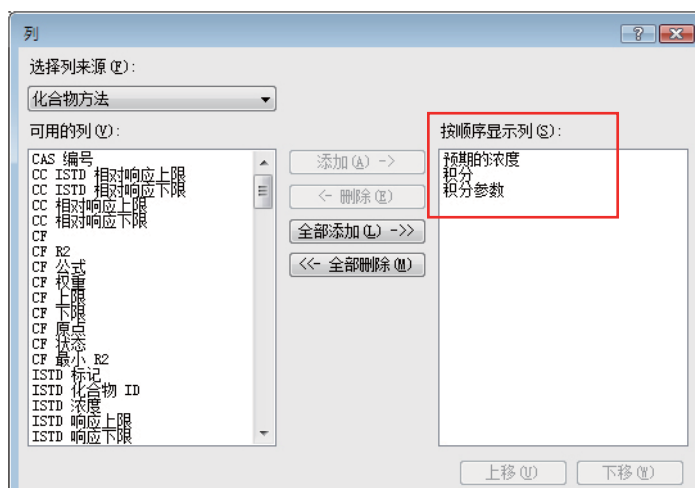 列
选择列来源(F):
化合物方法
可用的列(V):
CAS 编号
CC ISTD 相对响应上限
CC ISTD 相对响应下限
CC 相对响应上限
CC 相对响应下限
CF
CF R2
CF 公式
CF 权重
CF 上限
CF 下限
CF 原点
CF 状态
CF 最小 R2
ISTD 标记
ISTD 化合物 ID
ISTD 浓度
ISTD 响应上限
ISTD 响应下限
添加(A) ->
<- 删除(E)
全部添加(L) ->>
<<- 全部删除(M)
按顺序显示列(S):
预期的浓度
积分
积分参数
上移(U)
下移(W)